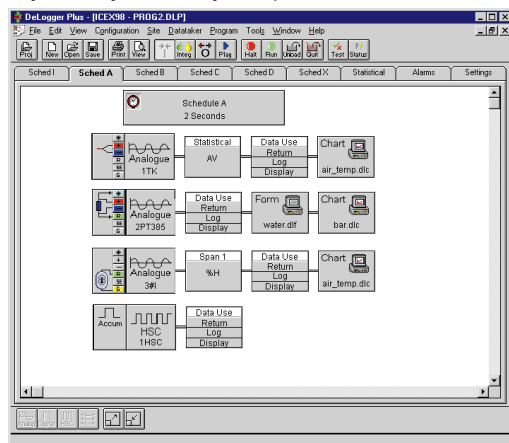 DeLogger Plus - [ICEX98 - PROG2.DLP]
File Edit View Configuration Site Datataker Program Tools Window Help
Proj New Open Save Print View Integ Play Halt Run Unload Quit Test Status
Sched I Sched A Sched B Sched C Sched D Sched X Statistical Alarms Settings
Schedule A
2 Seconds
Analogue
1TK
Statistical
AV
Data Use
Return
Log
Display
Chart
air_temp.dlc
Analogue
2PT385
Data Use
Return
Log
Display
Form
water.dlf
Chart
bar.dlc
Analogue
3#I
Span 1
%H
Data Use
Return
Log
Display
Chart
air_temp.dlc
Accum
HSC
1HSC
Data Use
Return
Log
Display